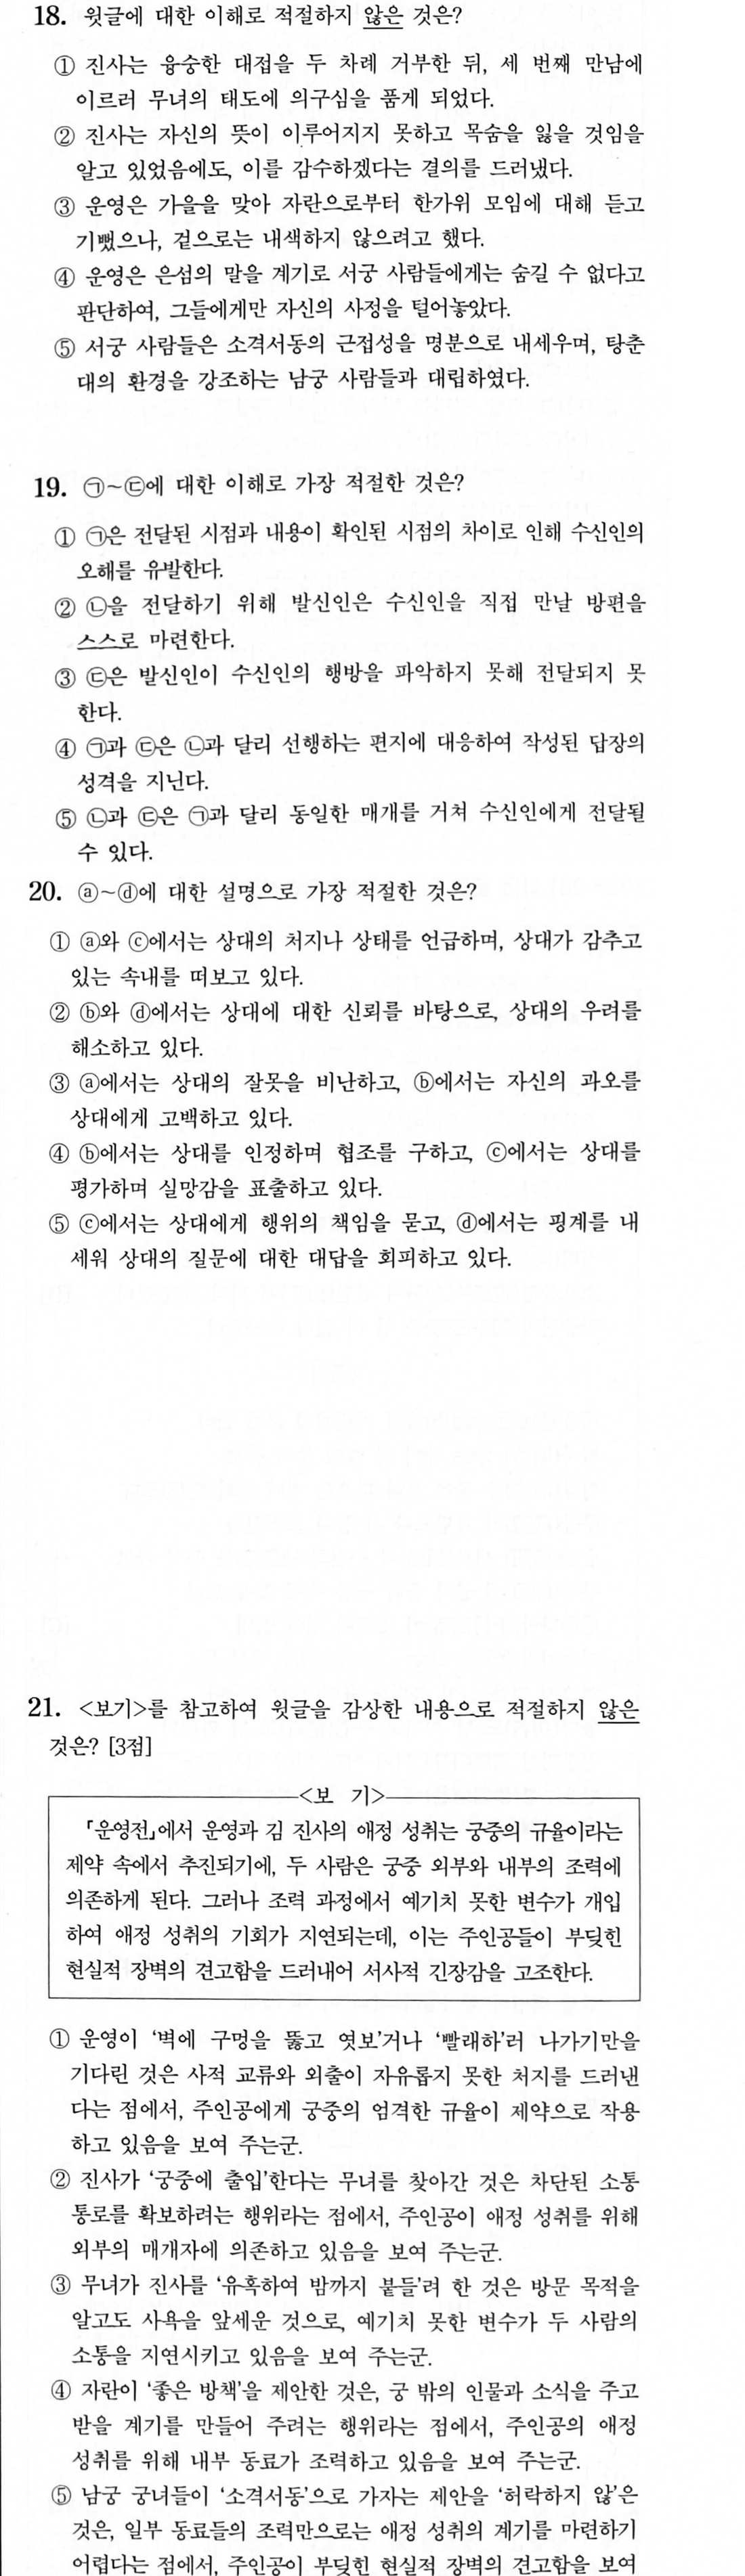 18. 윗글에 대한 이해로 적절하지 않은 것은?
① 진사는 융숭한 대접을 두 차례 거부한 뒤, 세 번째 만남에
이르러 무녀의 태도에 의구심을 품게 되었다.
② 진사는 자신의 뜻이 이루어지지 못하고 목숨을 잃을 것임을
알고 있었음에도, 이를 감수하겠다는 결의를 드러냈다.
③ 운영은 가을을 맞아 자란으로부터 한가위 모임에 대해 듣고
기뻤으나, 겉으로는 내색하지 않으려고 했다.
④ 운영은 은섬의 말을 계기로 서궁 사람들에게는 숨길 수 없다고
판단하여, 그들에게만 자신의 사정을 털어놓았다.
⑤ 서궁 사람들은 소격서동의 근접성을 명분으로 내세우며, 탕춘
대의 환경을 강조하는 남궁 사람들과 대립하였다.
19. ㉠~㉢에 대한 이해로 가장 적절한 것은?
① ㉠은 전달된 시점과 내용이 확인된 시점의 차이로 인해 수신인의
오해를 유발한다.
② ㉡을 전달하기 위해 발신인은 수신인을 직접 만날 방편을
스스로 마련한다.
③ ㉢은 발신인이 수신인의 행방을 파악하지 못해 전달되지 못
한다.
④ ㉠과 ㉢은 ㉡과 달리 선행하는 편지에 대응하여 작성된 답장의
성격을 지닌다.
⑤ ㉡과 ㉢은 ㉠과 달리 동일한 매개를 거쳐 수신인에게 전달될
수 있다.
20. ⓐ~ⓓ에 대한 설명으로 가장 적절한 것은?
① ⓐ와 ⓒ에서는 상대의 처지나 상태를 언급하며, 상대가 감추고
있는 속내를 떠보고 있다.
② ⓑ와 ⓓ에서는 상대에 대한 신뢰를 바탕으로, 상대의 우려를
해소하고 있다.
③ ⓐ에서는 상대의 잘못을 비난하고, ⓑ에서는 자신의 과오를
상대에게 고백하고 있다.
④ ⓑ에서는 상대를 인정하며 협조를 구하고, ⓒ에서는 상대를
평가하며 실망감을 표출하고 있다.
⑤ ⓒ에서는 상대에게 행위의 책임을 묻고, ⓓ에서는 핑계를 내
세워 상대의 질문에 대한 대답을 회피하고 있다.
21. <보기>를 참고하여 윗글을 감상한 내용으로 적절하지 않은
것은? [3점]
<보 기>
「운영전」에서 운영과 김 진사의 애정 성취는 궁중의 규율이라는
제약 속에서 추진되기에, 두 사람은 궁중 외부와 내부의 조력에
의존하게 된다. 그러나 조력 과정에서 예기치 못한 변수가 개입
하여 애정 성취의 기회가 지연되는데, 이는 주인공들이 부딪힌
현실적 장벽의 견고함을 드러내어 서사적 긴장감을 고조한다.
① 운영이 ‘벽에 구멍을 뚫고 엿보’거나 ‘빨래하’러 나가기만을
기다린 것은 사적 교류와 외출이 자유롭지 못한 처지를 드러낸
다는 점에서, 주인공에게 궁중의 엄격한 규율이 제약으로 작용
하고 있음을 보여 주는군.
② 진사가 ‘궁중에 출입’한다는 무녀를 찾아간 것은 차단된 소통
통로를 확보하려는 행위라는 점에서, 주인공이 애정 성취를 위해
외부의 매개자에 의존하고 있음을 보여 주는군.
③ 무녀가 진사를 ‘유혹하여 밤까지 붙들’려 한 것은 방문 목적을
알고도 사욕을 앞세운 것으로, 예기치 못한 변수가 두 사람의
소통을 지연시키고 있음을 보여 주는군.
④ 자란이 ‘좋은 방책’을 제안한 것은, 궁 밖의 인물과 소식을 주고
받을 계기를 만들어 주려는 행위라는 점에서, 주인공의 애정
성취를 위해 내부 동료가 조력하고 있음을 보여 주는군.
⑤ 남궁 궁녀들이 ‘소격서동’으로 가자는 제안을 ‘허락하지 않’은
것은, 일부 동료들의 조력만으로는 애정 성취의 계기를 마련하기
어렵다는 점에서, 주인공이 부딪힌 현실적 장벽의 견고함을 보여